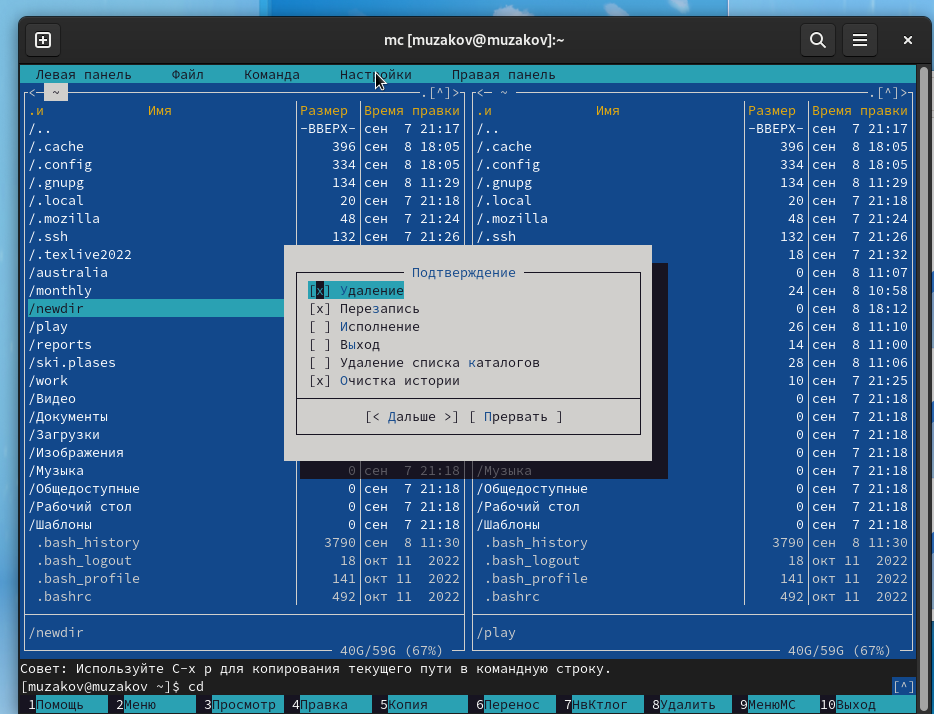 mc [muzakov@muzakov]:~
Левая панель Файл Команда Настройки Правая панель
<─ ~ .[^]> <─ ~ .[^]>
.и Имя Размер Время правки .и Имя Размер Время правки
/.. -ВВЕРХ- сен 7 21:17 /.. -ВВЕРХ- сен 7 21:17
/.cache 396 сен 8 18:05 /.cache 396 сен 8 18:05
/.config 334 сен 8 18:05 /.config 334 сен 8 18:05
/.gnupg 134 сен 8 11:29 /.gnupg 134 сен 8 11:29
/.local 20 сен 7 21:18 /.local 20 сен 7 21:18
/.mozilla 48 сен 7 21:24 /.mozilla 48 сен 7 21:24
/.ssh 132 сен 7 21:26 /.ssh 132 сен 7 21:26
/.texlive2022 18 сен 7 21:32
/australia Подтверждение 0 сен 8 11:07
/monthly [x] Удаление 24 сен 8 10:58
/newdir [x] Перезапись 0 сен 8 18:12
/play [ ] Исполнение 26 сен 8 11:10
/reports [ ] Выход 14 сен 8 11:00
/ski.plases [ ] Удаление списка каталогов 28 сен 8 11:06
/work [x] Очистка истории 10 сен 7 21:25
/Видео 0 сен 7 21:18
/Документы [< Дальше >] [ Прервать ] 0 сен 7 21:18
/Загрузки 0 сен 7 21:18
/Изображения 0 сен 7 21:18
/Музыка 0 сен 7 21:18 /Музыка 0 сен 7 21:18
/Общедоступные 0 сен 7 21:18 /Общедоступные 0 сен 7 21:18
/Рабочий стол 0 сен 7 21:18 /Рабочий стол 0 сен 7 21:18
/Шаблоны 0 сен 7 21:18 /Шаблоны 0 сен 7 21:18
.bash_history 3790 сен 8 11:30 .bash_history 3790 сен 8 11:30
.bash_logout 18 окт 11 2022 .bash_logout 18 окт 11 2022
.bash_profile 141 окт 11 2022 .bash_profile 141 окт 11 2022
.bashrc 492 окт 11 2022 .bashrc 492 окт 11 2022
/newdir /play
40G/59G (67%) 40G/59G (67%)
Совет: Используйте C-x p для копирования текущего пути в командную строку.
[muzakov@muzakov ~]$ cd [^]
1Помощь 2Меню 3Просмотр 4Правка 5Копия 6Перенос 7НвКтлог 8Удалить 9МенюМС 10Выход